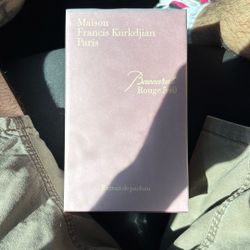 Maison
Francis Kurkdjian
Paris
Baccarat
Rouge 540
Extrait de parfum